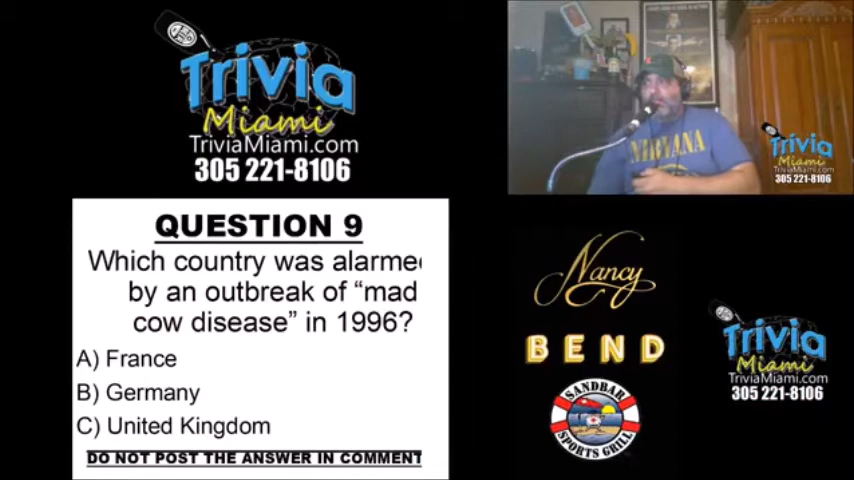 Trivia
Miami
TriviaMiami.com
305 221-8106
NIRVANA
Trivia
Miami
TriviaMiami.com
305 221-8106
QUESTION 9
Which country was alarmed
by an outbreak of “mad
cow disease” in 1996?
A) France
B) Germany
C) United Kingdom
DO NOT POST THE ANSWER IN COMMENT
Nancy
BEND
SANDBAR
SPORTS GRILL
Trivia
Miami
TriviaMiami.com
305 221-8106